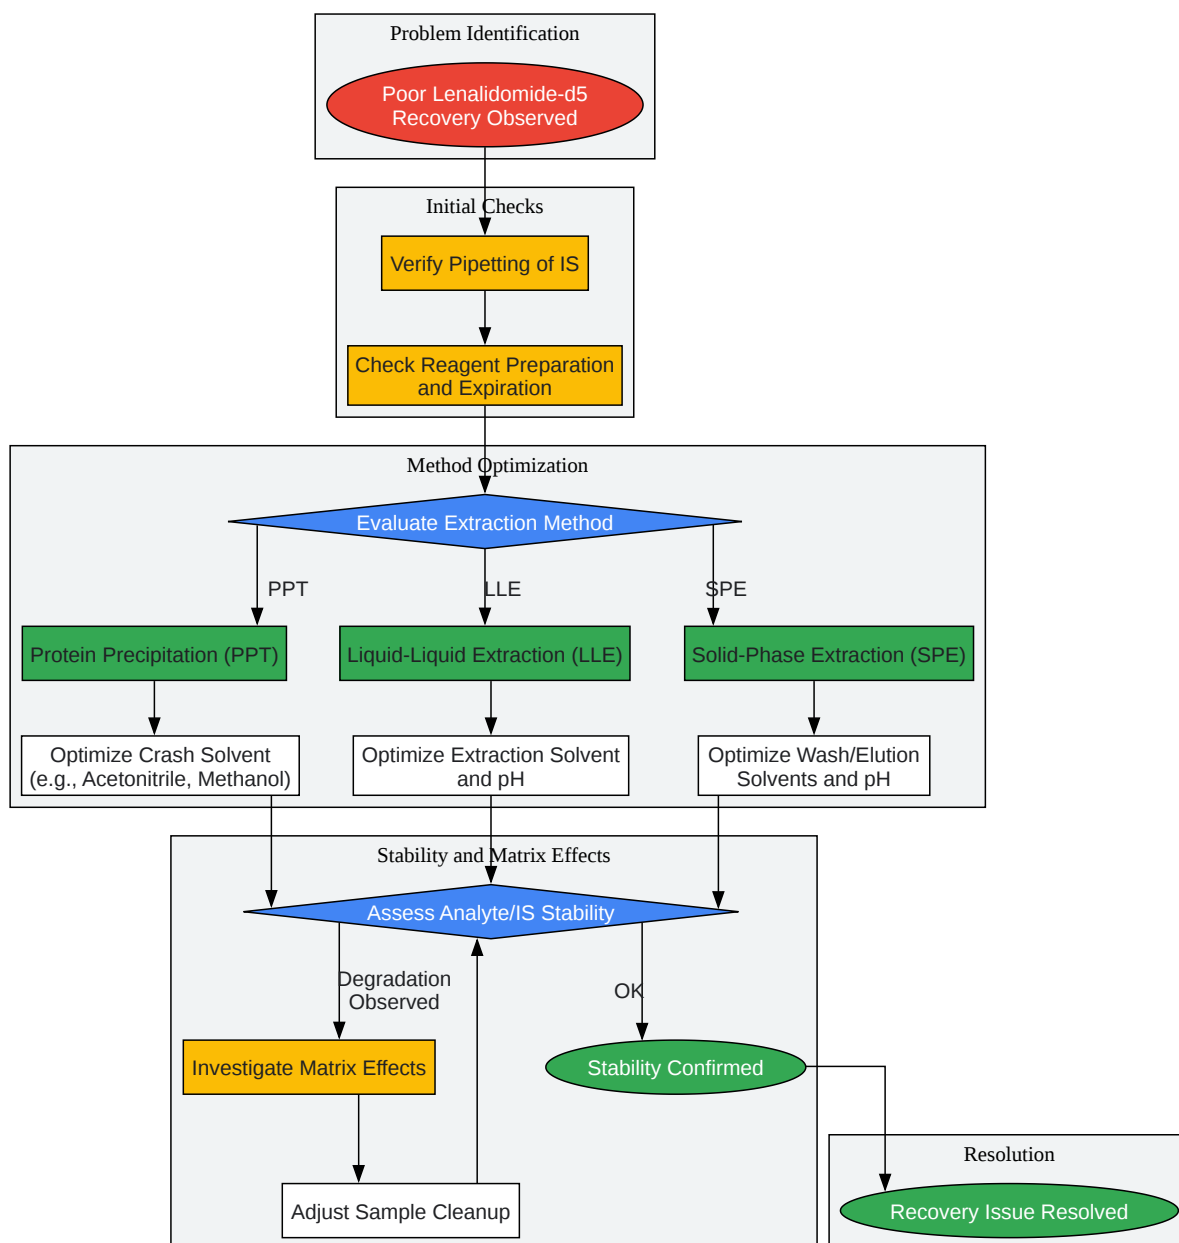 Problem Identification
Poor Lenalidomide-d5
Recovery Observed
Initial Checks
Verify Pipetting of IS
Check Reagent Preparation
and Expiration
Method Optimization
Evaluate Extraction Method
PPT
LLE
SPE
Protein Precipitation (PPT)
Liquid-Liquid Extraction (LLE)
Solid-Phase Extraction (SPE)
Optimize Crash Solvent
(e.g., Acetonitrile, Methanol)
Optimize Extraction Solvent
and pH
Optimize Wash/Elution
Solvents and pH
Stability and Matrix Effects
Assess Analyte/IS Stability
Degradation
Observed
OK
Investigate Matrix Effects
Stability Confirmed
Adjust Sample Cleanup
Resolution
Recovery Issue Resolved